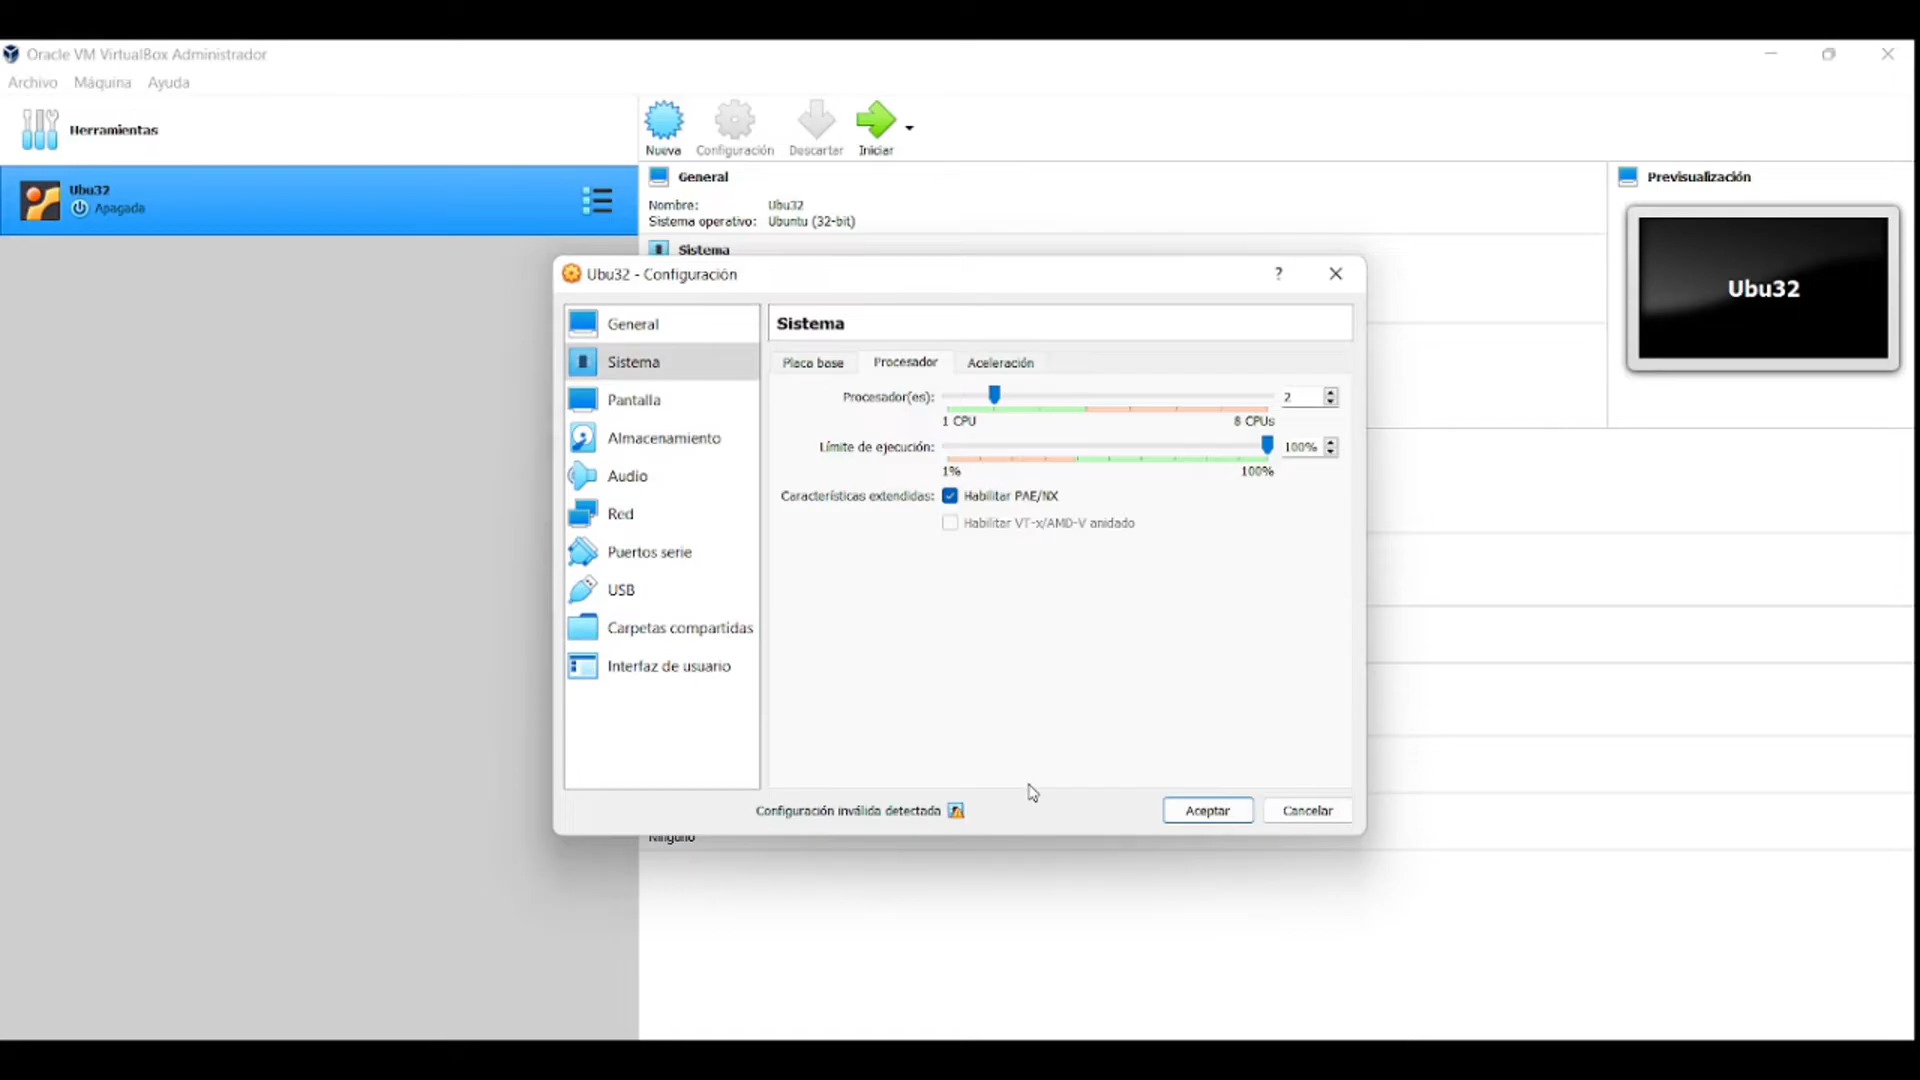 Oracle VM VirtualBox Administrador
Archivo Máquina Ayuda
Herramientas
Nueva Configuración Descartar Iniciar
Ubu32
Apagada
General
Nombre: Ubu32
Sistema operativo: Ubuntu (32-bit)
Sistema
Previsualización
Ubu32
Ubu32 - Configuración
?
General
Sistema
Pantalla
Almacenamiento
Audio
Red
Puertos serie
USB
Carpetas compartidas
Interfaz de usuario
Sistema
Placa base Procesador Aceleración
Procesador(es): 2
1 CPU 8 CPUs
Límite de ejecución: 100%
1% 100%
Características extendidas: Habilitar PAE/NX
Habilitar VT-x/AMD-V anidado
Configuración inválida detectada
Aceptar Cancelar
Ninguno